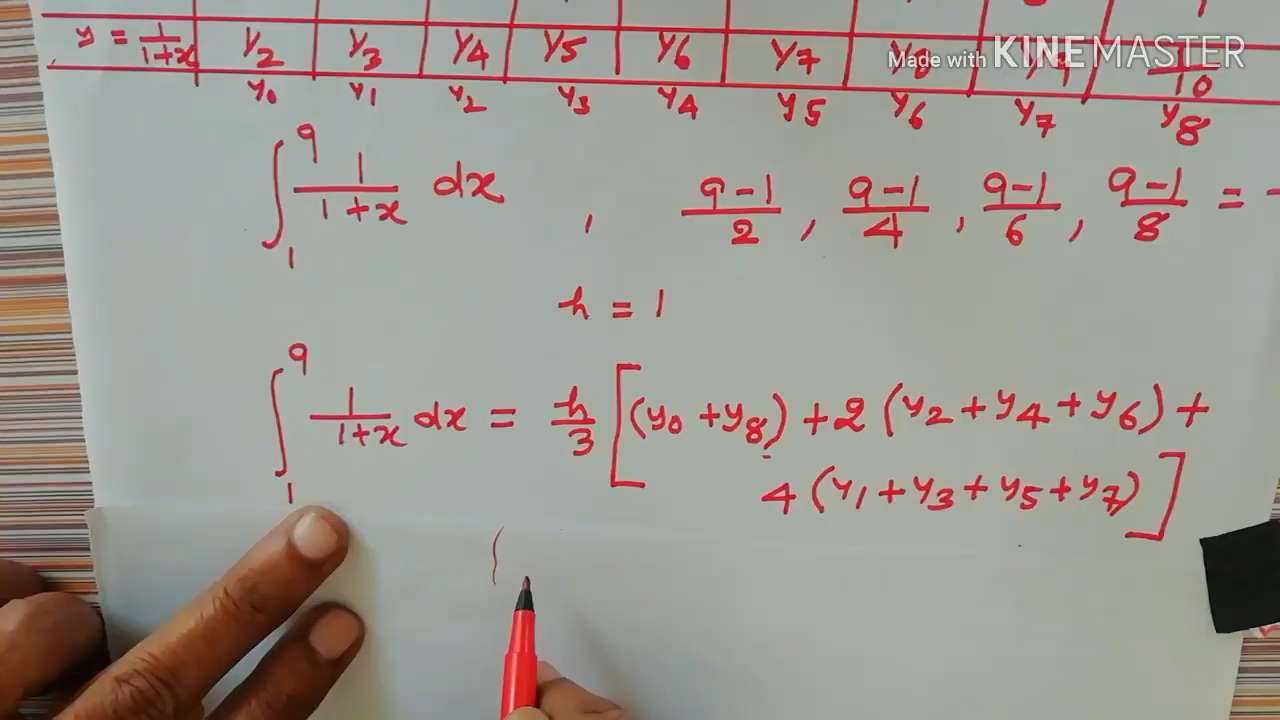 Made with KINEMASTER
y = 1/1+x y2 y3 y4 y5 y6 y7 1/10
y0 y1 y2 y3 y4 y5 y6 y7 y8
∫₁⁹ 1/1+x dx , 9-1/2 , 9-1/4 , 9-1/6 , 9-1/8 =
h = 1
∫₁⁹ 1/1+x dx = h/3 [(y0 + y8) + 2 (y2 + y4 + y6) +
4 (y1 + y3 + y5 + y7)]